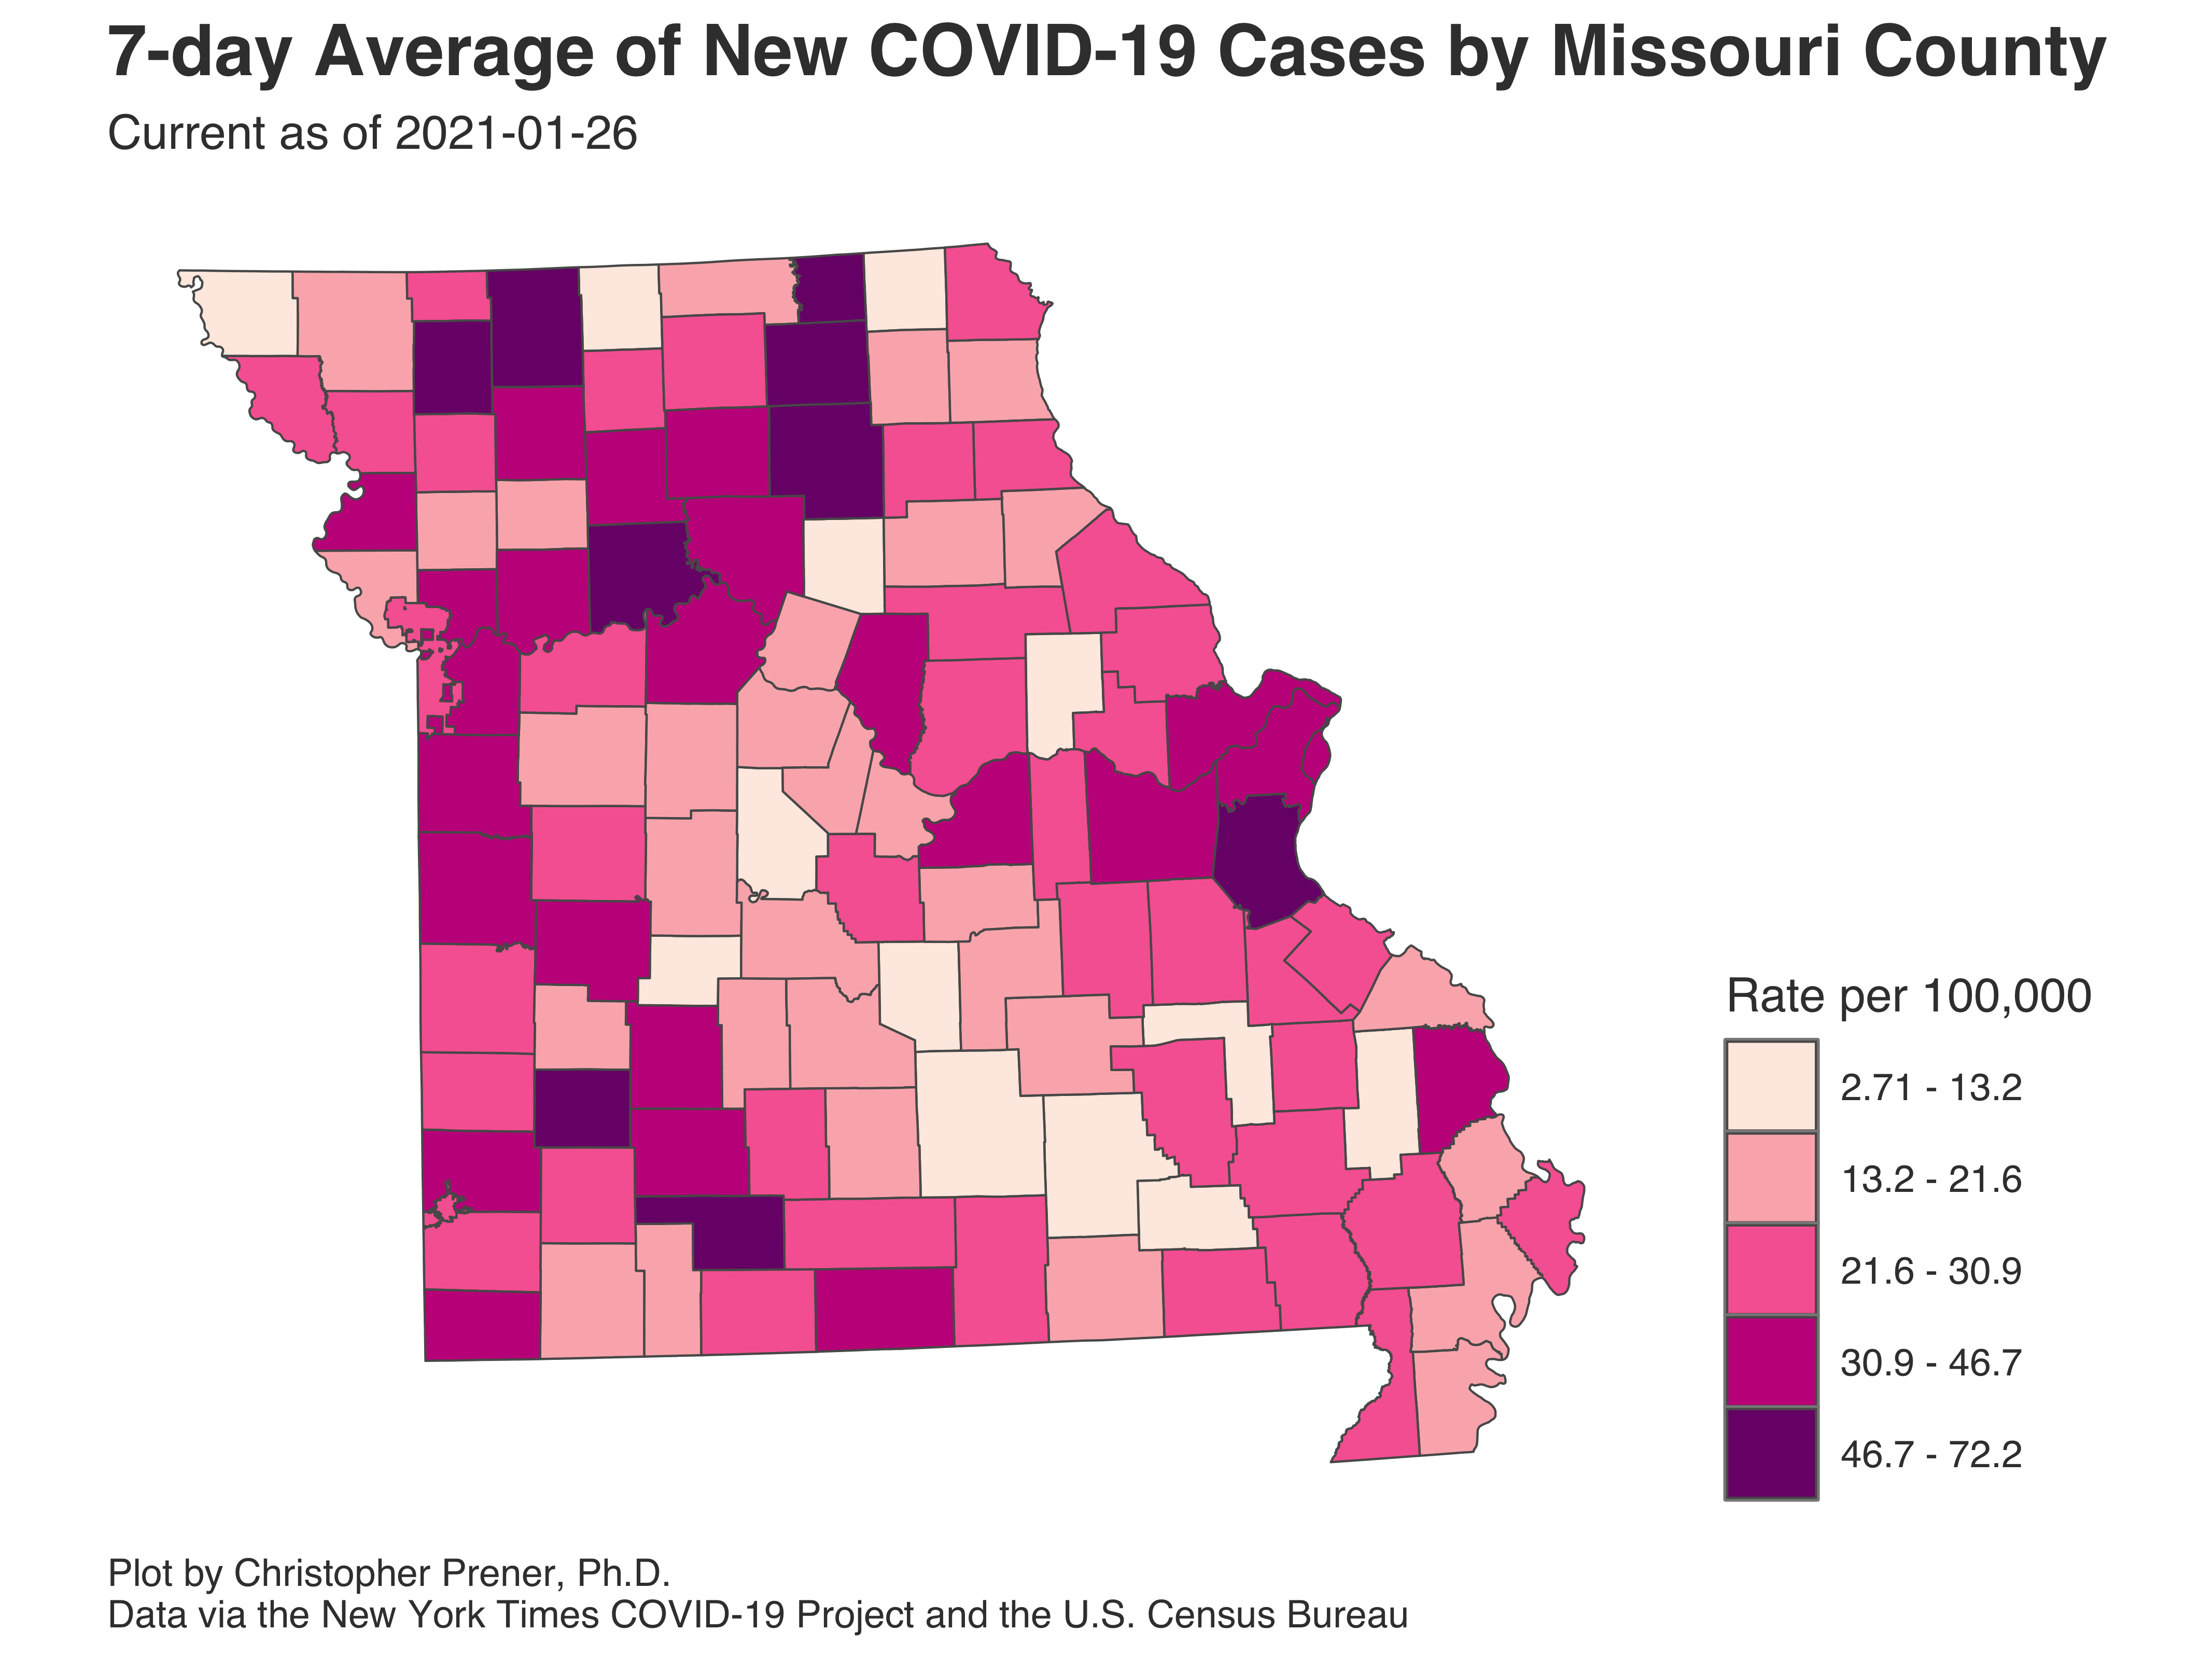 7-day Average of New COVID-19 Cases by Missouri County
Current as of 2021-01-26
Rate per 100,000
2.71 - 13.2
13.2 - 21.6
21.6 - 30.9
30.9 - 46.7
46.7 - 72.2
Plot by Christopher Prener, Ph.D.
Data via the New York Times COVID-19 Project and the U.S. Census Bureau